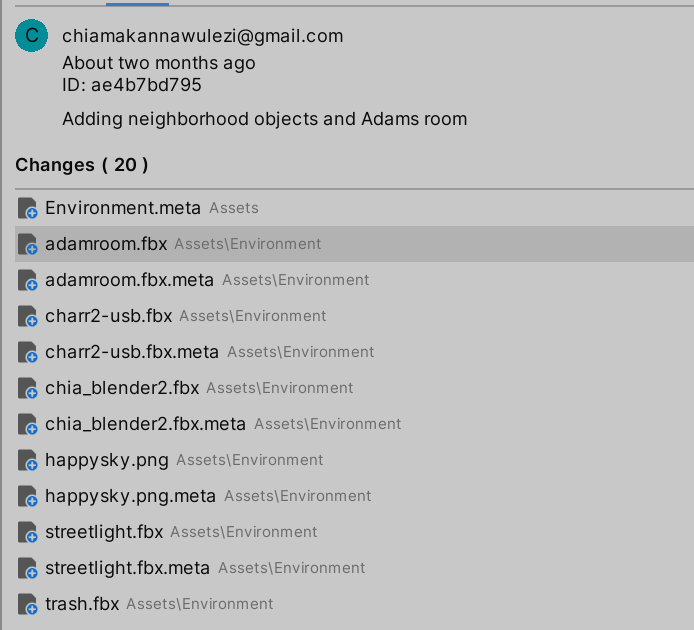 C
chiamakannawulezi@gmail.com
About two months ago
ID: ae4b7bd795
Adding neighborhood objects and Adams room
Changes ( 20 )
Environment.meta Assets
adamroom.fbx Assets\Environment
adamroom.fbx.meta Assets\Environment
charr2-usb.fbx Assets\Environment
charr2-usb.fbx.meta Assets\Environment
chia_blender2.fbx Assets\Environment
chia_blender2.fbx.meta Assets\Environment
happysky.png Assets\Environment
happysky.png.meta Assets\Environment
streetlight.fbx Assets\Environment
streetlight.fbx.meta Assets\Environment
trash.fbx Assets\Environment